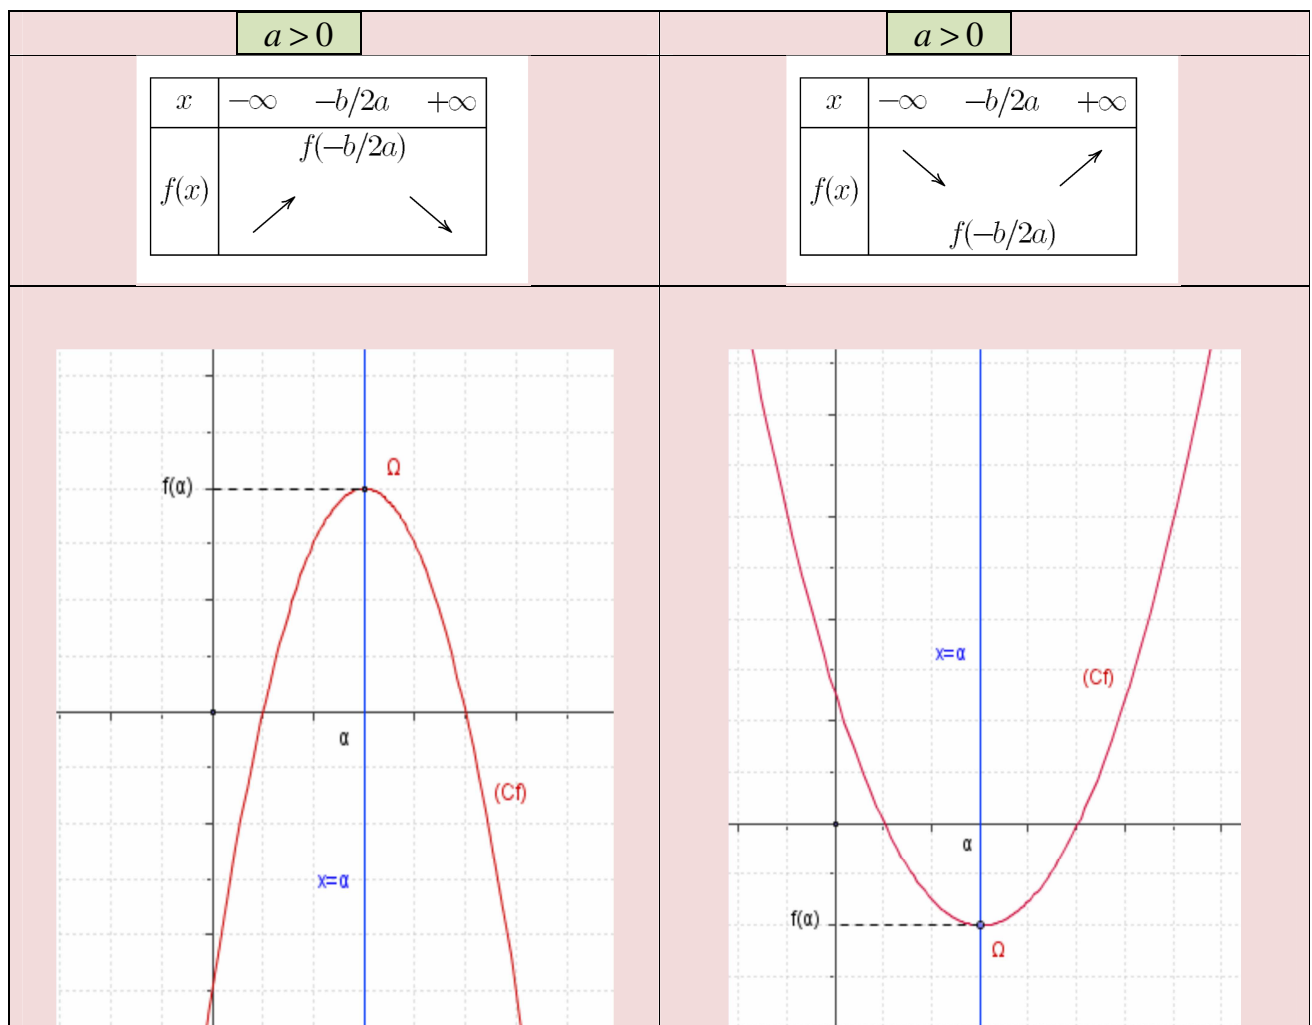 a > 0
a > 0
x −∞ −b/2a +∞
f(−b/2a)
f(x)
x −∞ −b/2a +∞
f(x)
f(−b/2a)
Ω
f(α)
α
(Cf)
x=α
x=α
(Cf)
α
f(α)
Ω